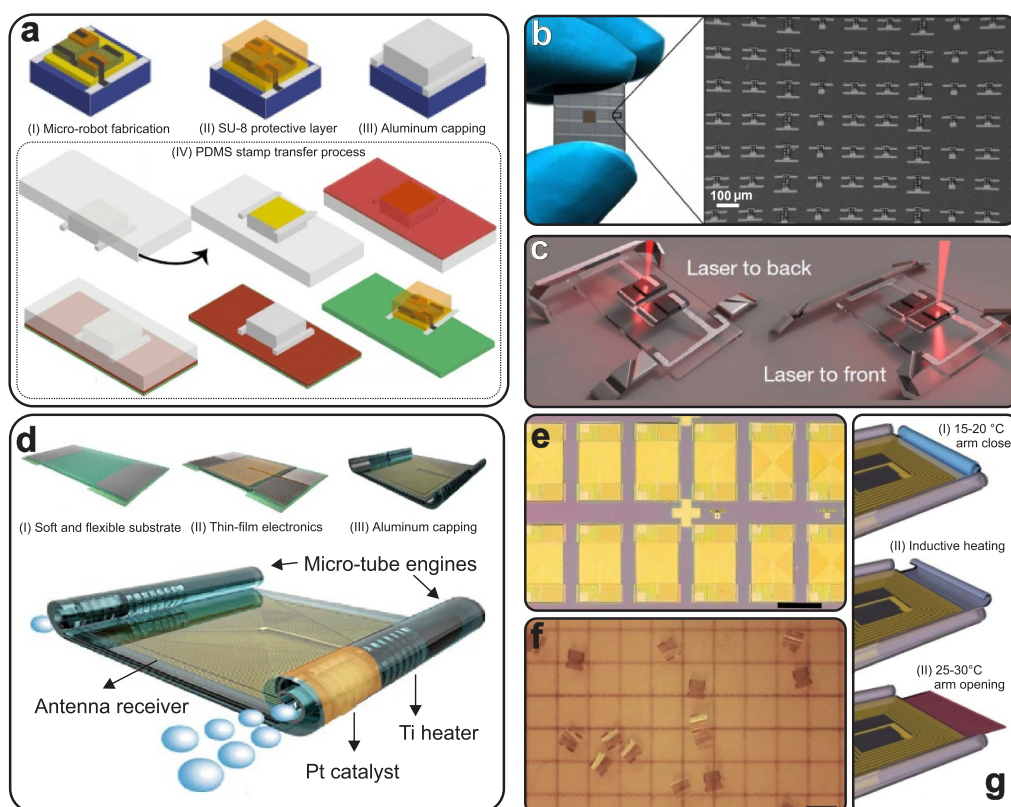 a
(I) Micro-robot fabrication
(II) SU-8 protective layer
(III) Aluminum capping
(IV) PDMS stamp transfer process
b
100 μm
c
Laser to back
Laser to front
d
(I) Soft and flexible substrate
(II) Thin-film electronics
(III) Aluminum capping
Micro-tube engines
Antenna receiver
Ti heater
Pt catalyst
e
f
(I) 15-20 °C
arm close
(II) Inductive heating
(II) 25-30°C
arm opening
g